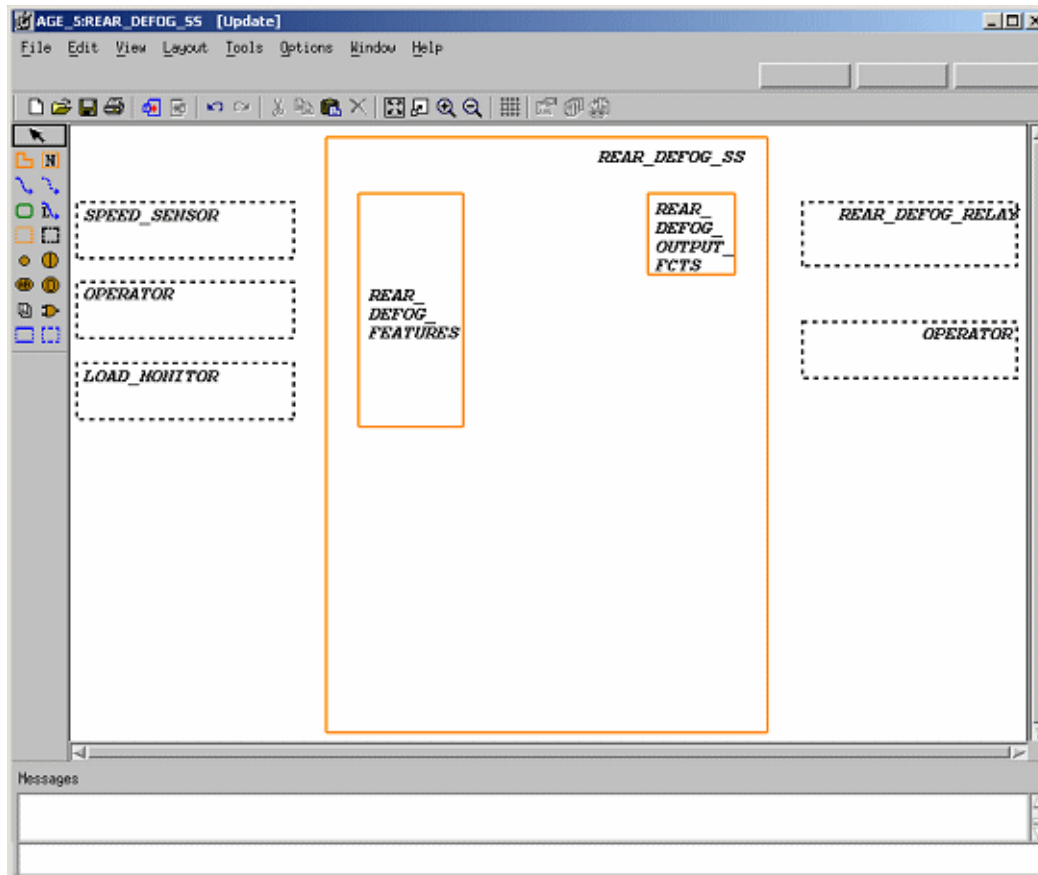 AGE_5:REAR_DEFOG_SS [Update]
File Edit View Layout Tools Options Window Help
REAR_DEFOG_SS
SPEED_SENSOR
REAR_
DEFOG_
OUTPUT_
FCTS
REAR_DEFOG_RELAY
OPERATOR
REAR_
DEFOG_
FEATURES
OPERATOR
LOAD_MONITOR
Messages